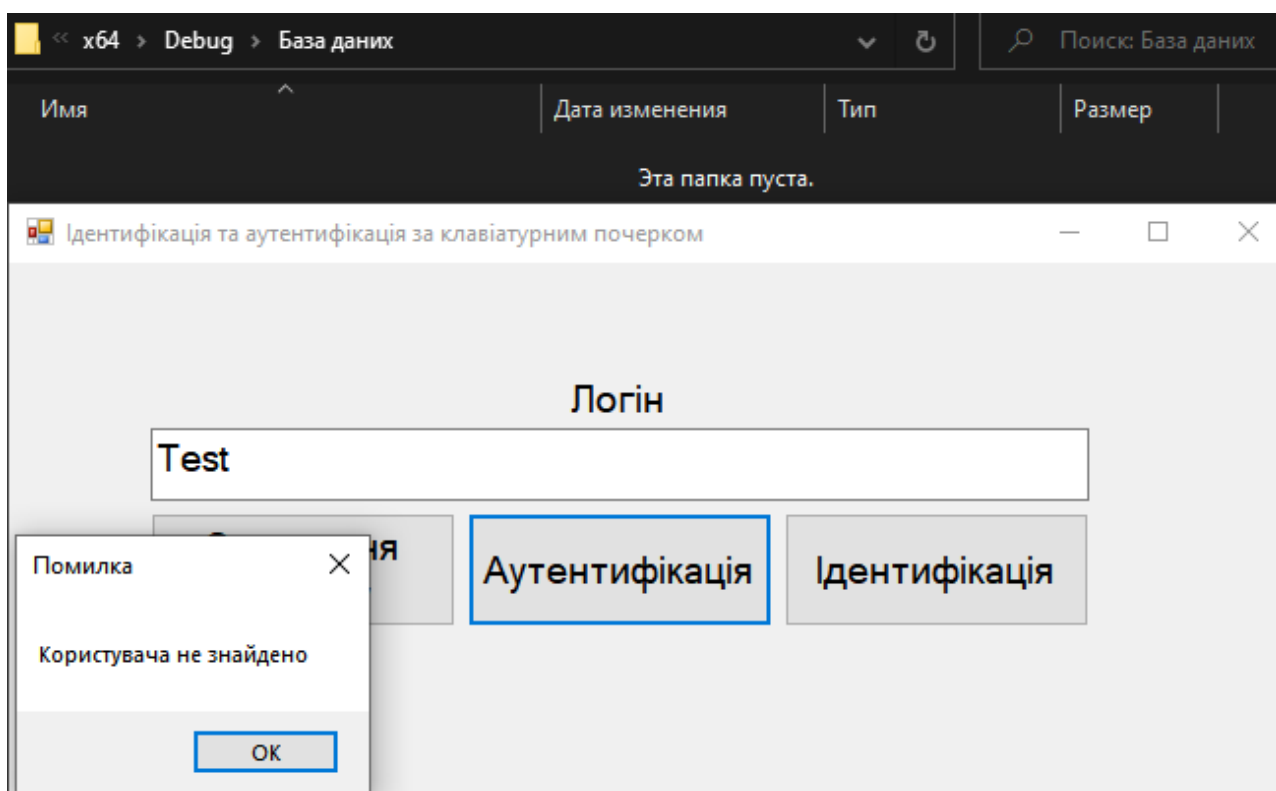 « x64 > Debug > База даних
Поиск: База даних
Имя Дата изменения Тип Размер
Эта папка пуста.
Ідентифікація та аутентифікація за клавіатурним почерком
Логін
Test
Аутентифікація Ідентифікація
Помилка
Користувача не знайдено
OK